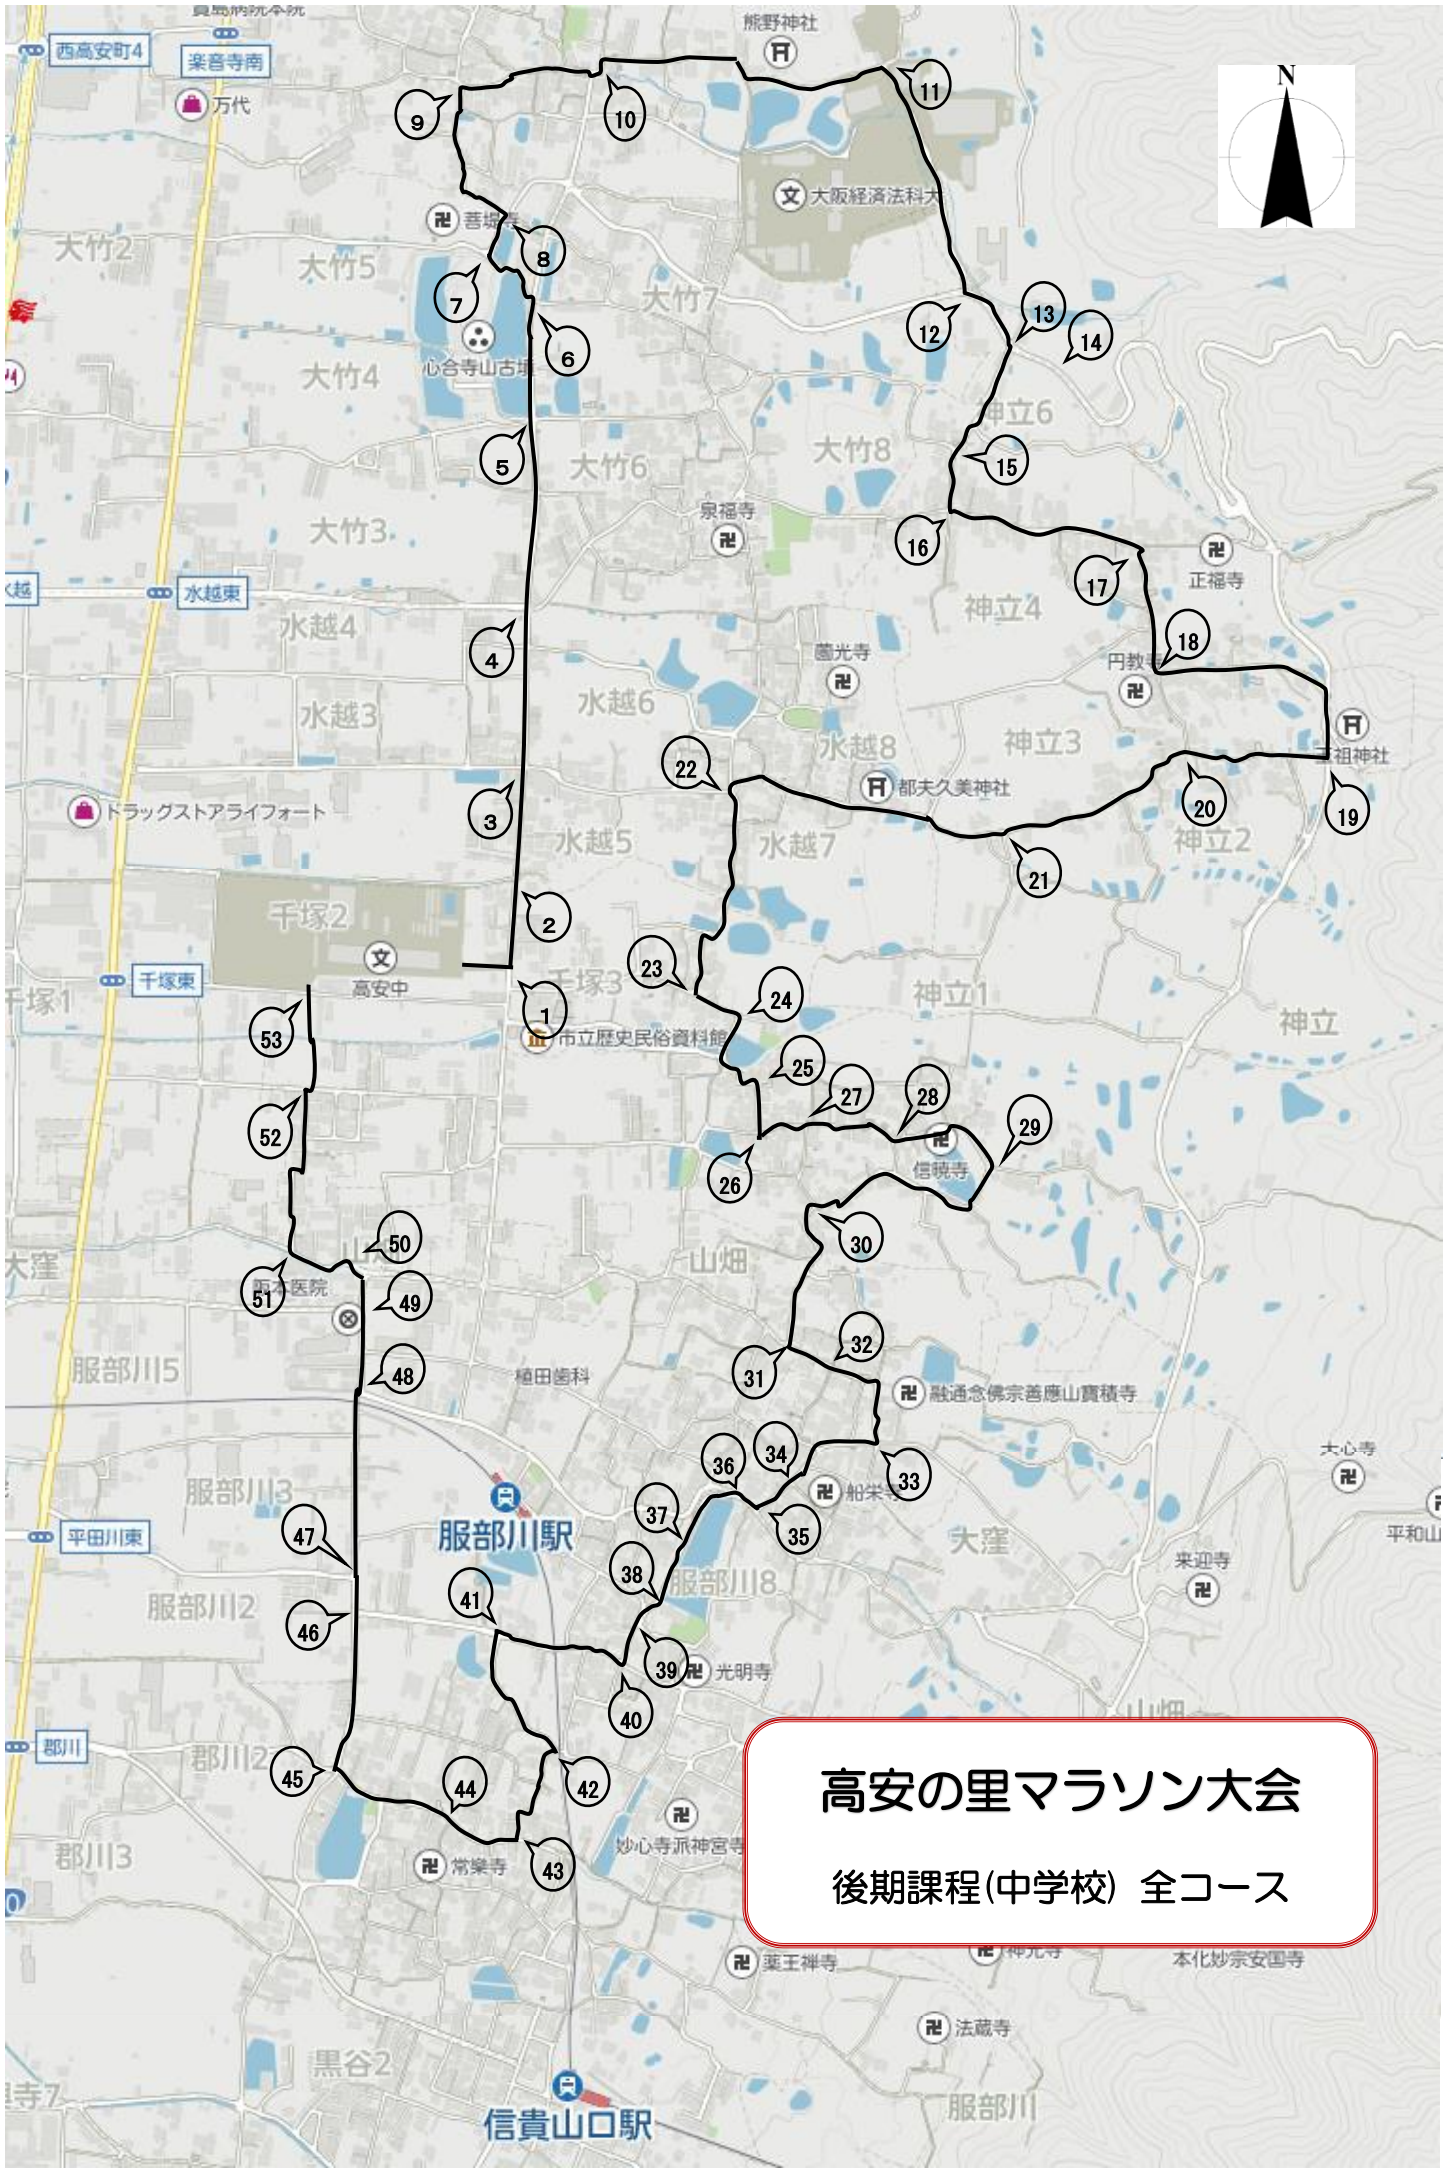 熊野神社
N
西高安町4
楽音寺南
万代
9
10
11
大阪経済法科大
大竹2
大竹5
8
7
大竹7
12
13
14
6
心合寺山古墳
大竹4
神立6
5
大竹6
大竹8
15
泉福寺
大竹3
16
17
正福寺
水越東
水越4
神立4
4
薗光寺
18
円教寺
水越3
水越6
水越8
神立3
玉祖神社
22
都夫久美神社
20
19
ドラッグストアライフォート
3
水越5
水越7
神立2
21
千塚2
2
千塚東
高安中
千塚3
23
24
神立1
千塚1
1
神立
53
市立歴史民俗資料館
25
27
28
29
52
26
信暁寺
50
30
大窪
山畑
51
49
服部川5
48
植田歯科
31
32
融通念佛宗善應山寶積寺
大心寺
服部川3
36
34
33
船栄寺
服部川駅
37
35
平田川東
47
大窪
平和山
38
服部川8
来迎寺
服部川2
41
46
39
光明寺
40
山畑
郡川
郡川2
45
44
42
高安の里マラソン大会
妙心寺派神宮寺
郡川3
常樂寺
43
後期課程(中学校) 全コース
薬王禅寺
神光寺
本化妙宗安国寺
法蔵寺
黒谷2
服部川
信貴山口駅